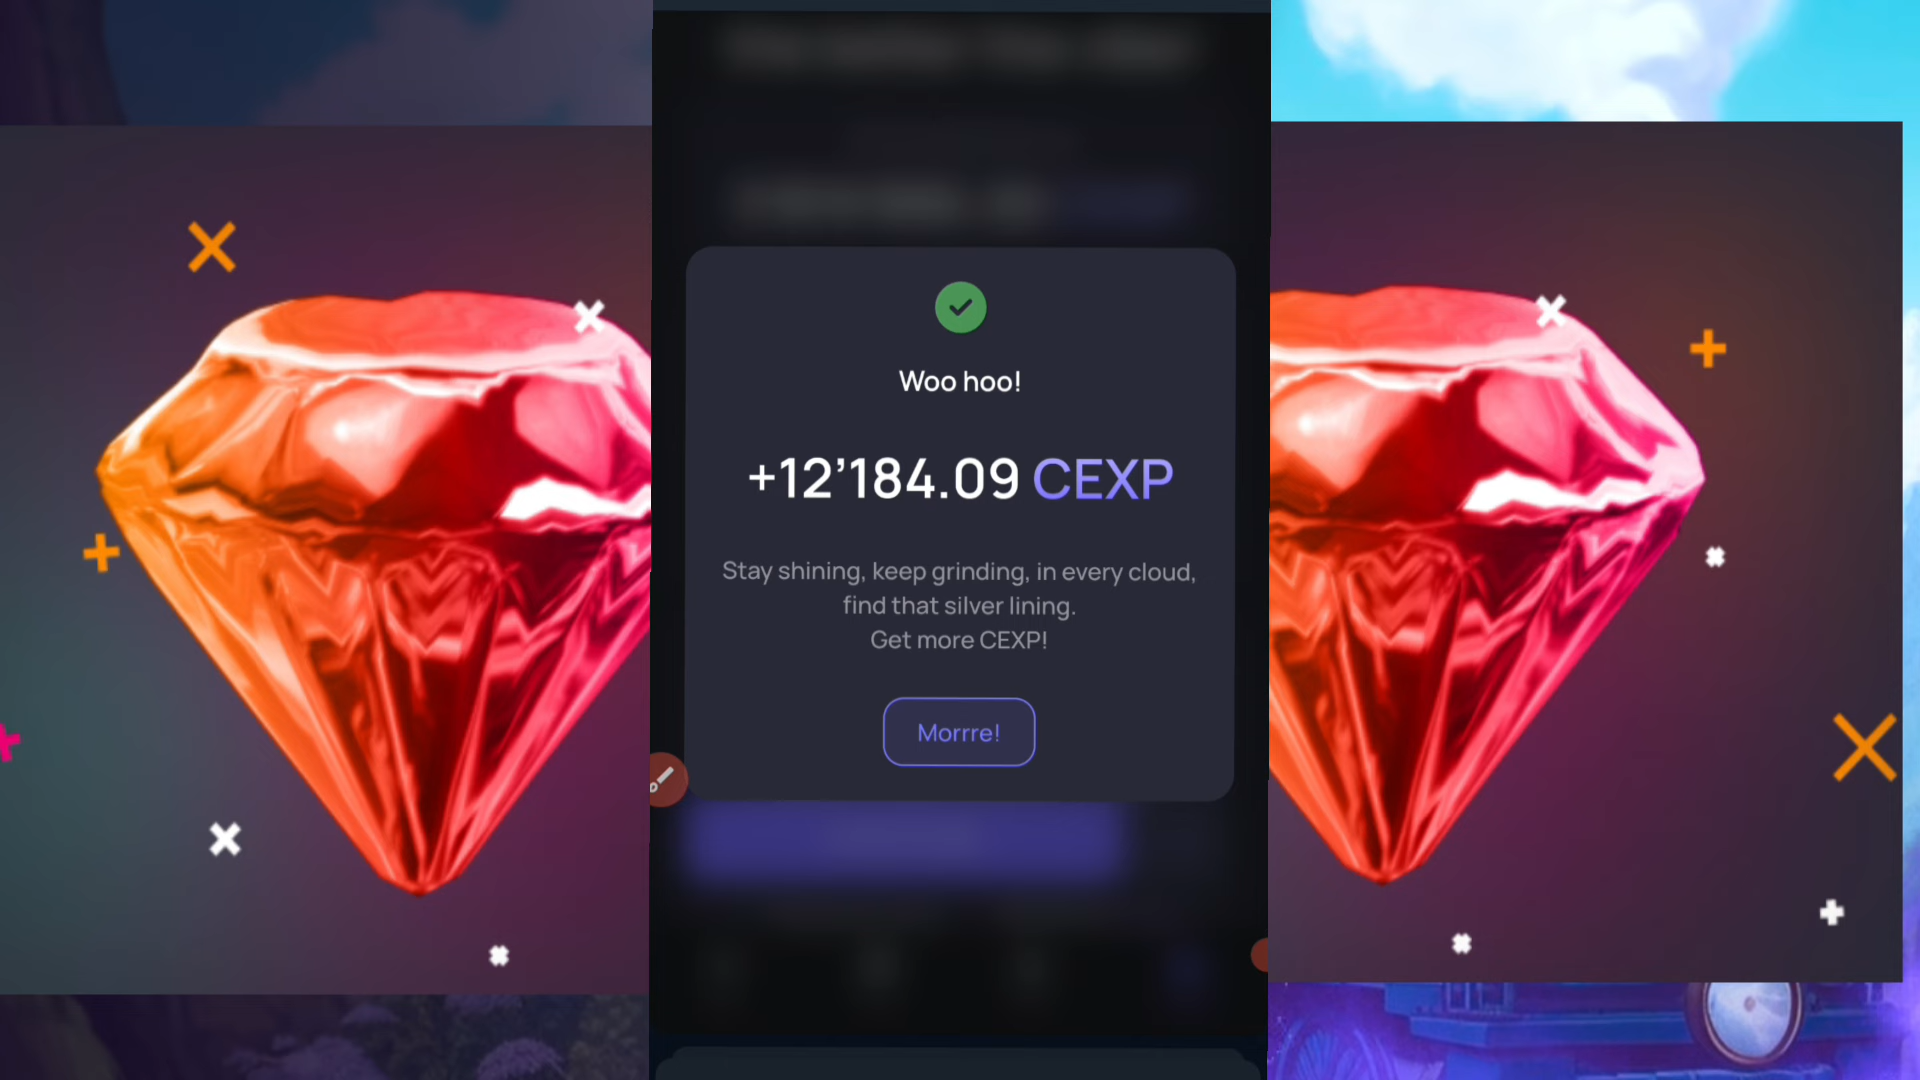 Woo hoo!
+12’184.09 CEXP
Stay shining, keep grinding, in every cloud,
find that silver lining.
Get more CEXP!
Morrre!